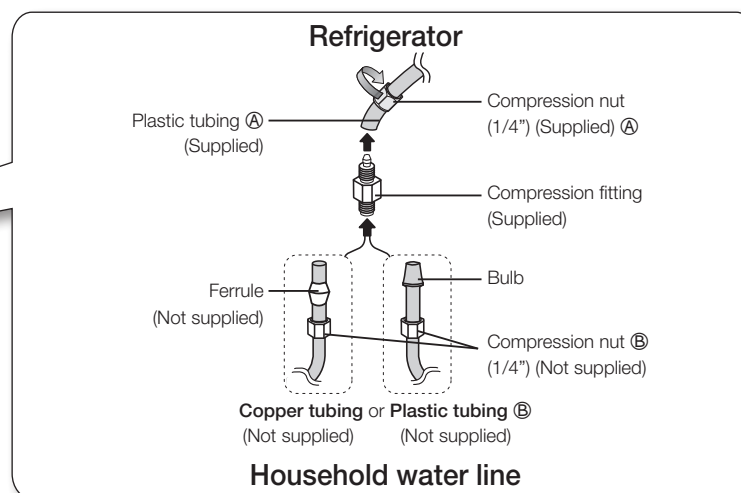 Refrigerator
Plastic tubing Ⓐ
(Supplied)
Compression nut
(1/4”) (Supplied) Ⓐ
Compression fitting
(Supplied)
Ferrule
(Not supplied)
Bulb
Compression nut Ⓑ
(1/4”) (Not supplied)
Copper tubing or Plastic tubing Ⓑ
(Not supplied) (Not supplied)
Household water line